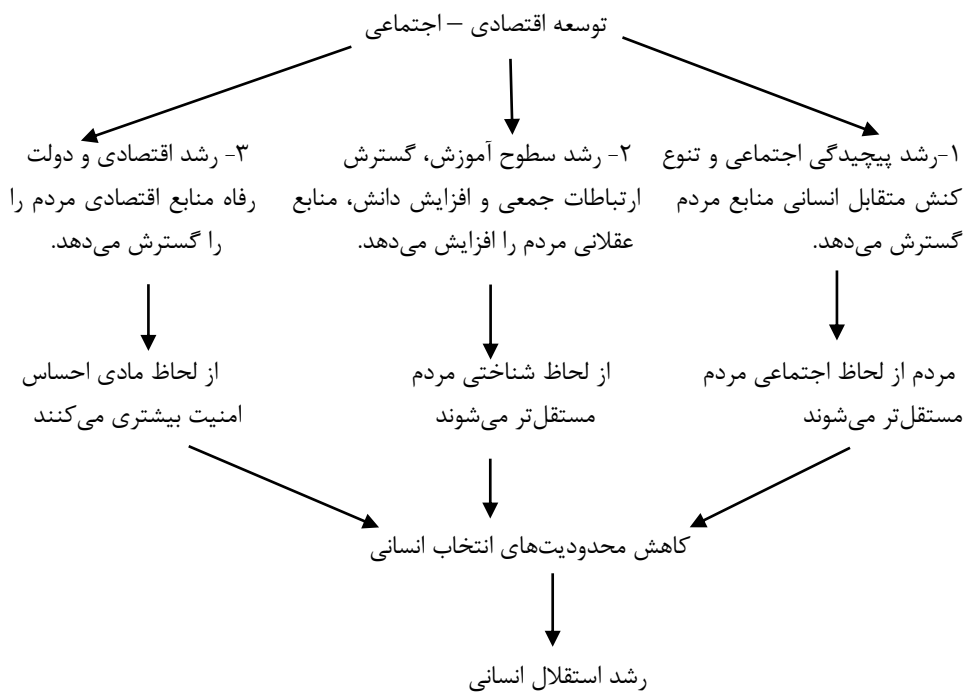 توسعه اقتصادی – اجتماعی
۱-رشد پیچیدگی اجتماعی و تنوع
کنش متقابل انسانی منابع مردم
گسترش می‌دهد.
۲- رشد سطوح آموزش، گسترش
ارتباطات جمعی و افزایش دانش، منابع
عقلانی مردم را افزایش می‌دهد.
۳- رشد اقتصادی و دولت
رفاه منابع اقتصادی مردم را
را گسترش می‌دهد.
مردم از لحاظ اجتماعی مردم
مستقل‌تر می‌شوند
از لحاظ شناختی مردم
مستقل‌تر می‌شوند
از لحاظ مادی احساس
امنیت بیشتری می‌کنند
کاهش محدودیت‌های انتخاب انسانی
رشد استقلال انسانی